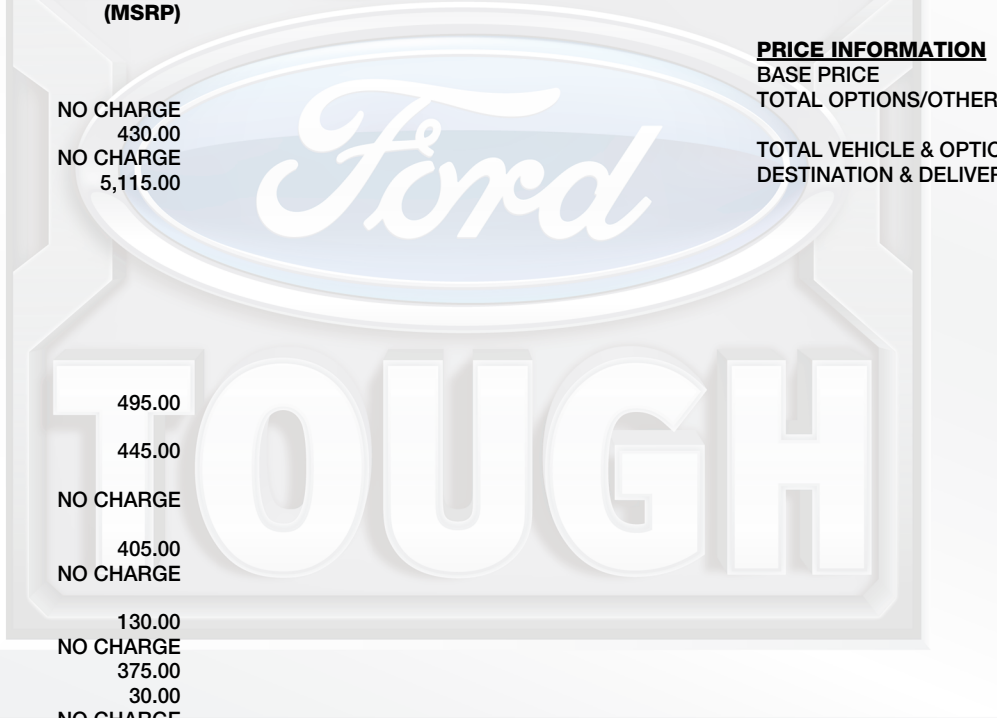 (MSRP)
NO CHARGE
430.00
NO CHARGE
5,115.00
495.00
445.00
NO CHARGE
405.00
NO CHARGE
130.00
NO CHARGE
375.00
30.00
NO CHARGE
PRICE INFORMATION
BASE PRICE
TOTAL OPTIONS/OTHER
TOTAL VEHICLE & OPTIO
DESTINATION & DELIVER
Ford
TOUGH